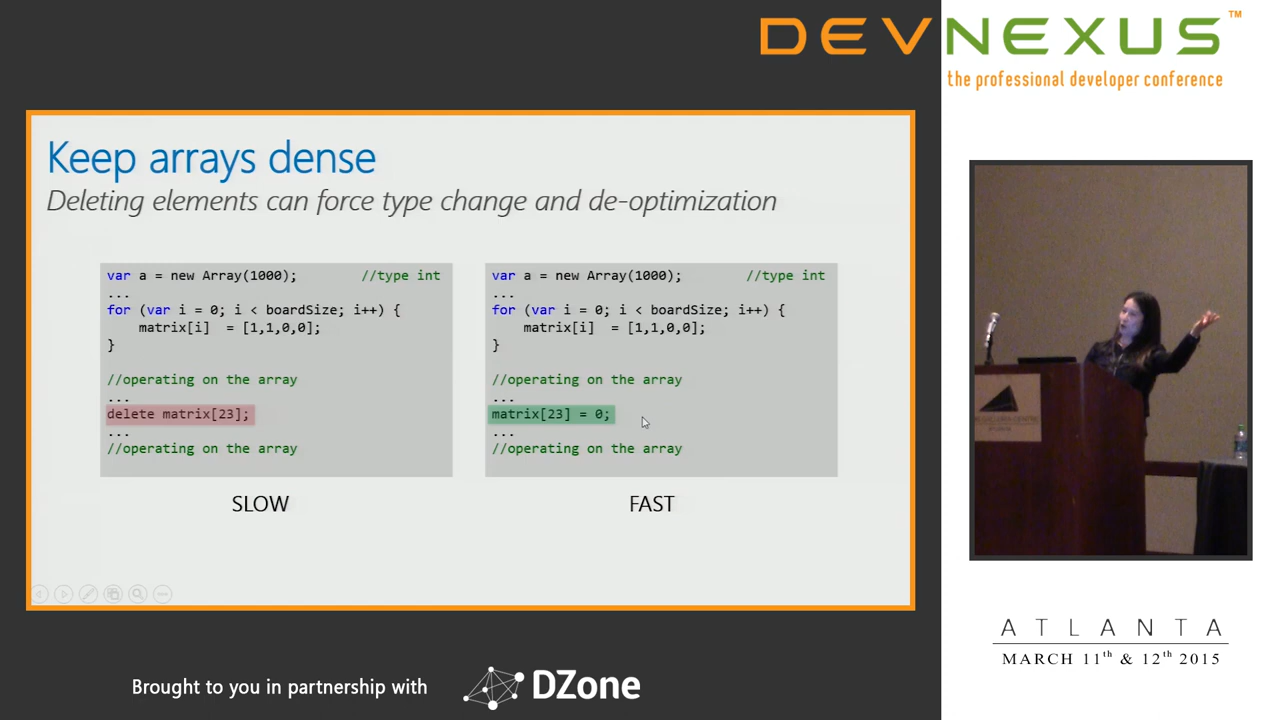 DEVNEXUS™
the professional developer conference
Keep arrays dense
Deleting elements can force type change and de-optimization
var a = new Array(1000); //type int
...
for (var i = 0; i < boardSize; i++) {
matrix[i] = [1,1,0,0];
}
//operating on the array
...
delete matrix[23];
...
//operating on the array
SLOW
var a = new Array(1000); //type int
...
for (var i = 0; i < boardSize; i++) {
matrix[i] = [1,1,0,0];
}
//operating on the array
...
matrix[23] = 0;
...
//operating on the array
FAST
ATLANTA
MARCH 11th & 12th 2015
Brought to you in partnership with
DZone